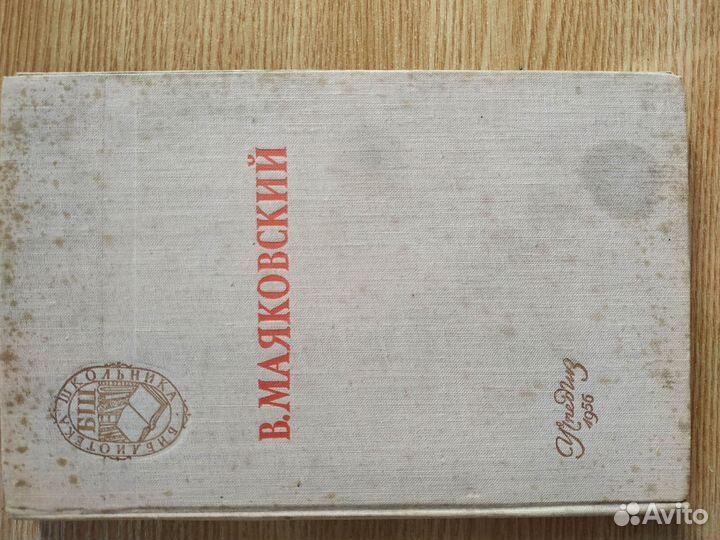 БИБЛИОТЕКА ШКОЛЬНИКА
БШ
В.МАЯКОВСКИЙ
Учпедгиз
1956
Avito